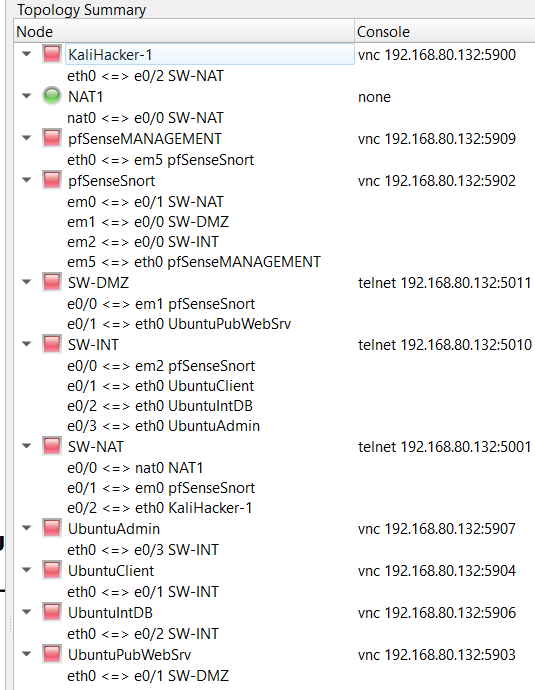 Topology Summary
Node Console
KaliHacker-1 vnc 192.168.80.132:5900
eth0 <=> e0/2 SW-NAT
NAT1 none
nat0 <=> e0/0 SW-NAT
pfSenseMANAGEMENT vnc 192.168.80.132:5909
eth0 <=> em5 pfSenseSnort
pfSenseSnort vnc 192.168.80.132:5902
em0 <=> e0/1 SW-NAT
em1 <=> e0/0 SW-DMZ
em2 <=> e0/0 SW-INT
em5 <=> eth0 pfSenseMANAGEMENT
SW-DMZ telnet 192.168.80.132:5011
e0/0 <=> em1 pfSenseSnort
e0/1 <=> eth0 UbuntuPubWebSrv
SW-INT telnet 192.168.80.132:5010
e0/0 <=> em2 pfSenseSnort
e0/1 <=> eth0 UbuntuClient
e0/2 <=> eth0 UbuntuIntDB
e0/3 <=> eth0 UbuntuAdmin
SW-NAT telnet 192.168.80.132:5001
e0/0 <=> nat0 NAT1
e0/1 <=> em0 pfSenseSnort
e0/2 <=> eth0 KaliHacker-1
UbuntuAdmin vnc 192.168.80.132:5907
eth0 <=> e0/3 SW-INT
UbuntuClient vnc 192.168.80.132:5904
eth0 <=> e0/1 SW-INT
UbuntuIntDB vnc 192.168.80.132:5906
eth0 <=> e0/2 SW-INT
UbuntuPubWebSrv vnc 192.168.80.132:5903
eth0 <=> e0/1 SW-DMZ